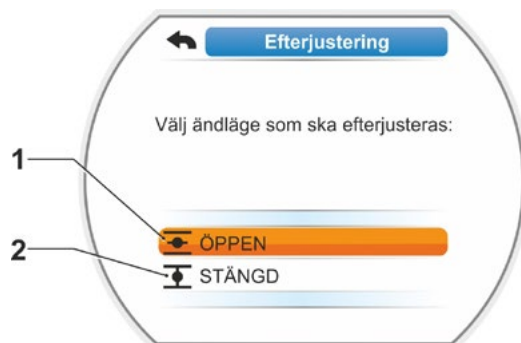 Efterjustering
Välj ändläge som ska efterjusteras:
1
ÖPPEN
2
STÄNGD